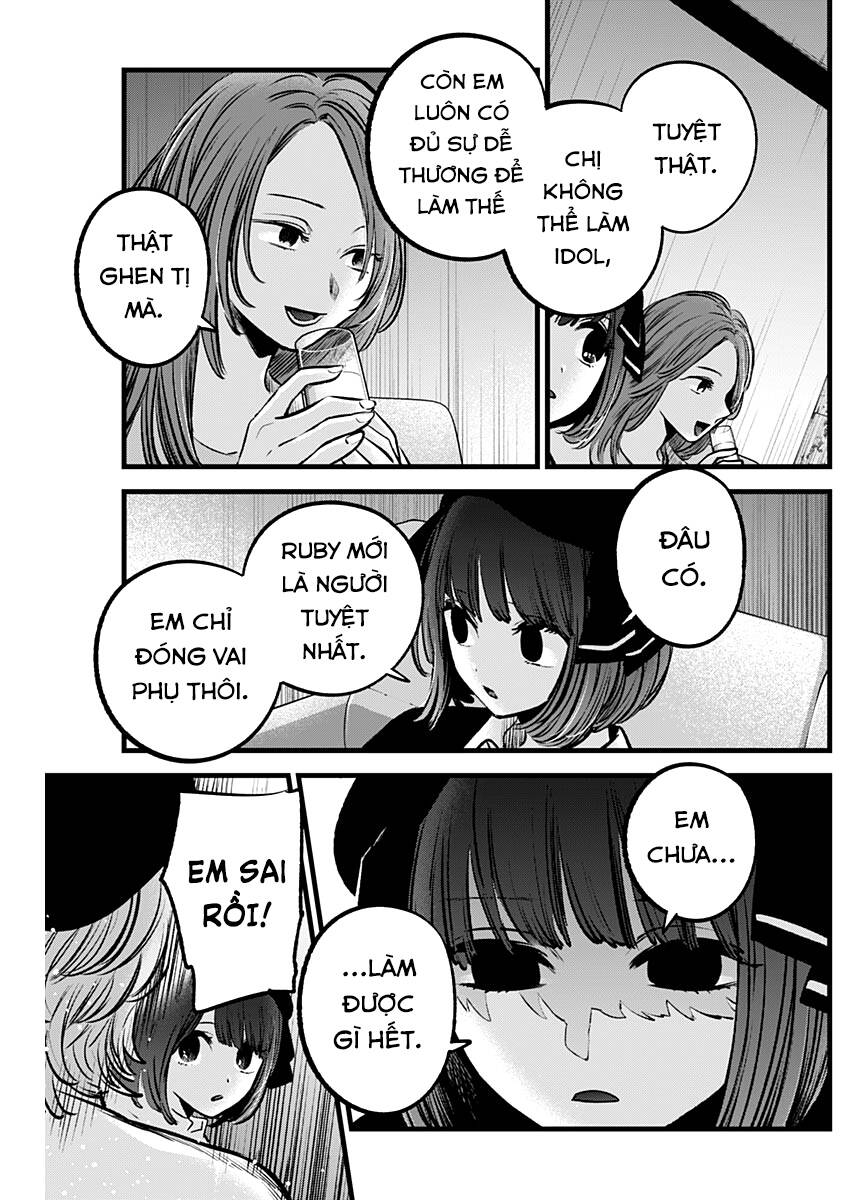 TUYỆT
THẬT.
CHỊ
KHÔNG
THỂ LÀM
IDOL,
CÒN EM
LUÔN CÓ
ĐỦ SỰ DỄ
THƯƠNG ĐỂ
LÀM THẾ
THẬT
GHEN TỊ
MÀ.
ĐÂU
CÓ.
RUBY MỚI
LÀ NGƯỜI
TUYỆT
NHẤT.
EM CHỈ
ĐÓNG VAI
PHỤ THÔI.
EM
CHƯA...
...LÀM
ĐƯỢC
GÌ HẾT.
EM SAI
RỒI!